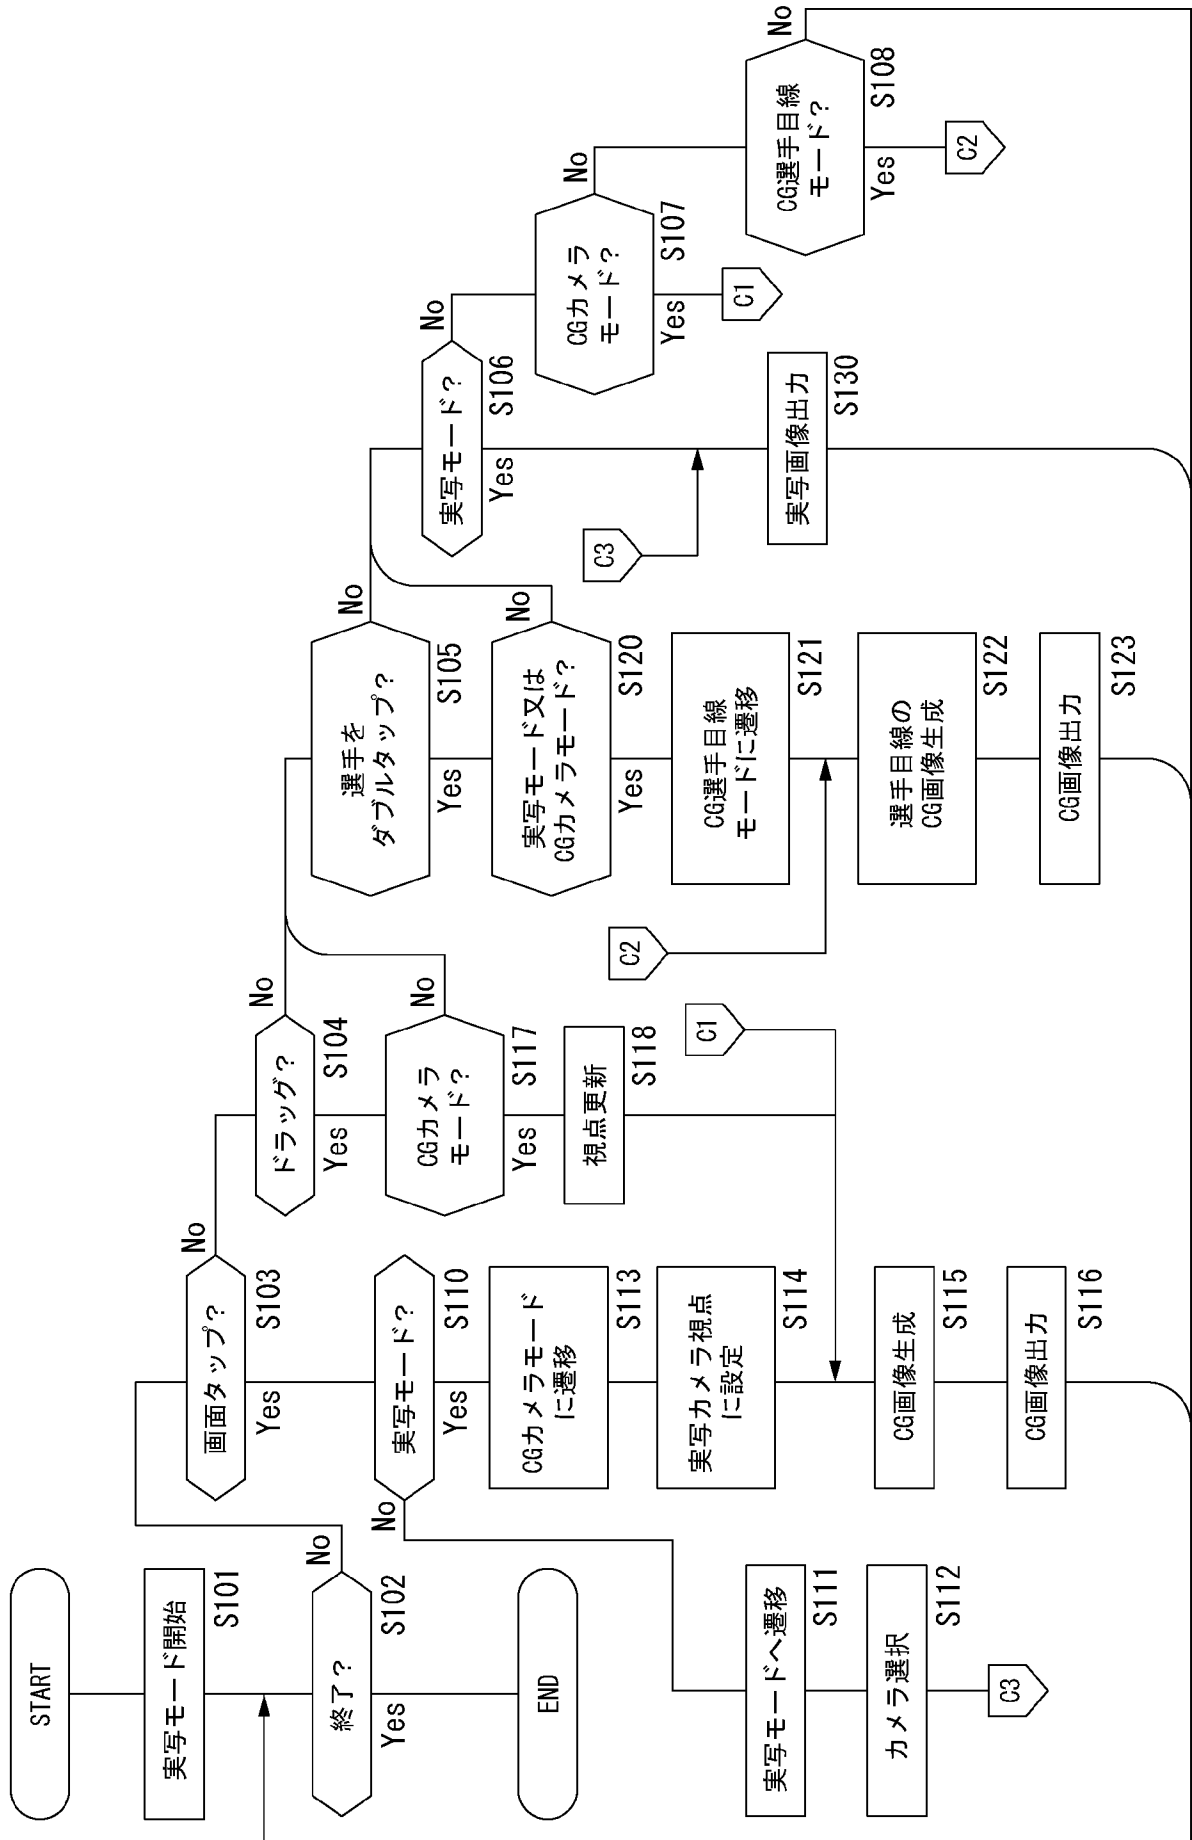 START
実写モード開始
S101
終了？
S102
No
Yes
END
画面タップ？
S103
No
Yes
実写モード？
S110
No
Yes
実写モードへ遷移
S111
カメラ選択
S112
C3
CGカメラモード
に遷移
S113
実写カメラ視点
に設定
S114
CG画像生成
S115
CG画像出力
S116
ドラッグ？
S104
No
Yes
CGカメラ
モード？
S117
No
Yes
視点更新
S118
C1
選手を
ダブルタップ？
S105
No
Yes
実写モード又は
CGカメラモード？
S120
No
Yes
CG選手目線
モードに遷移
S121
C2
選手目線の
CG画像生成
S122
CG画像出力
S123
実写モード？
S106
No
Yes
C3
実写画像出力
S130
CGカメラ
モード？
S107
No
Yes
C1
CG選手目線
モード？
S108
No
Yes
C2